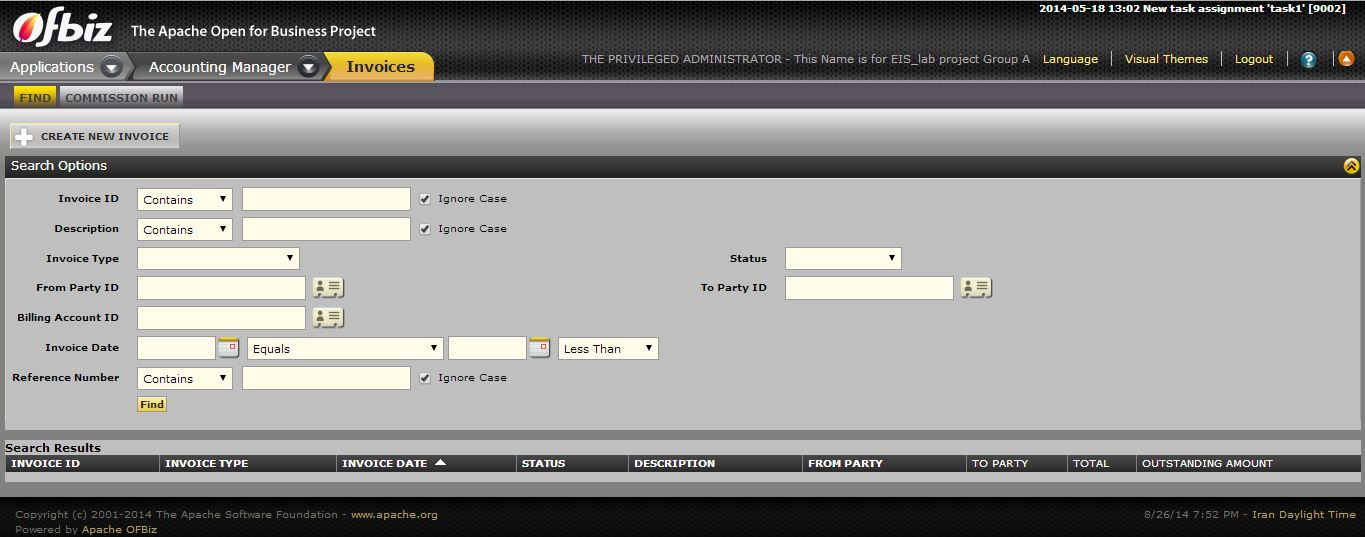 2014-05-18 13:02 New task assignment 'task1' [9002]
Ofbiz The Apache Open for Business Project
Applications Accounting Manager Invoices THE PRIVILEGED ADMINISTRATOR - This Name is for EIS_lab project Group A Language Visual Themes Logout ?
FIND COMMISSION RUN
CREATE NEW INVOICE
Search Options
Invoice ID Contains Ignore Case
Description Contains Ignore Case
Invoice Type Status
From Party ID To Party ID
Billing Account ID
Invoice Date Equals Less Than
Reference Number Contains Ignore Case
Find
Search Results
INVOICE ID INVOICE TYPE INVOICE DATE STATUS DESCRIPTION FROM PARTY TO PARTY TOTAL OUTSTANDING AMOUNT
Copyright (c) 2001-2014 The Apache Software Foundation - www.apache.org 8/26/14 7:52 PM - Iran Daylight Time
Powered by Apache OFBiz